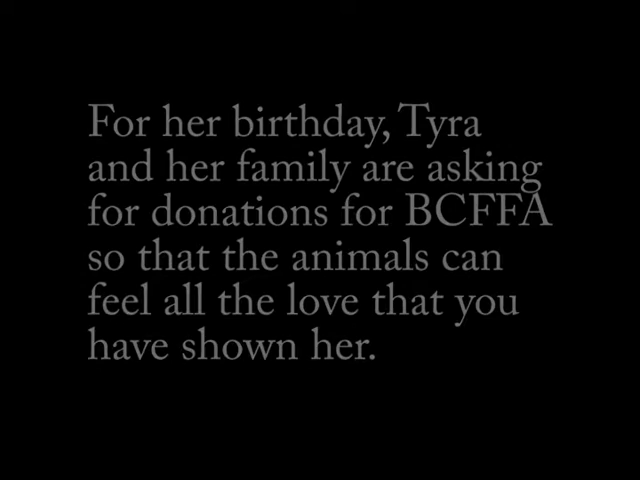 For her birthday, Tyra
and her family are asking
for donations for BCFFA
so that the animals can
feel all the love that you
have shown her.